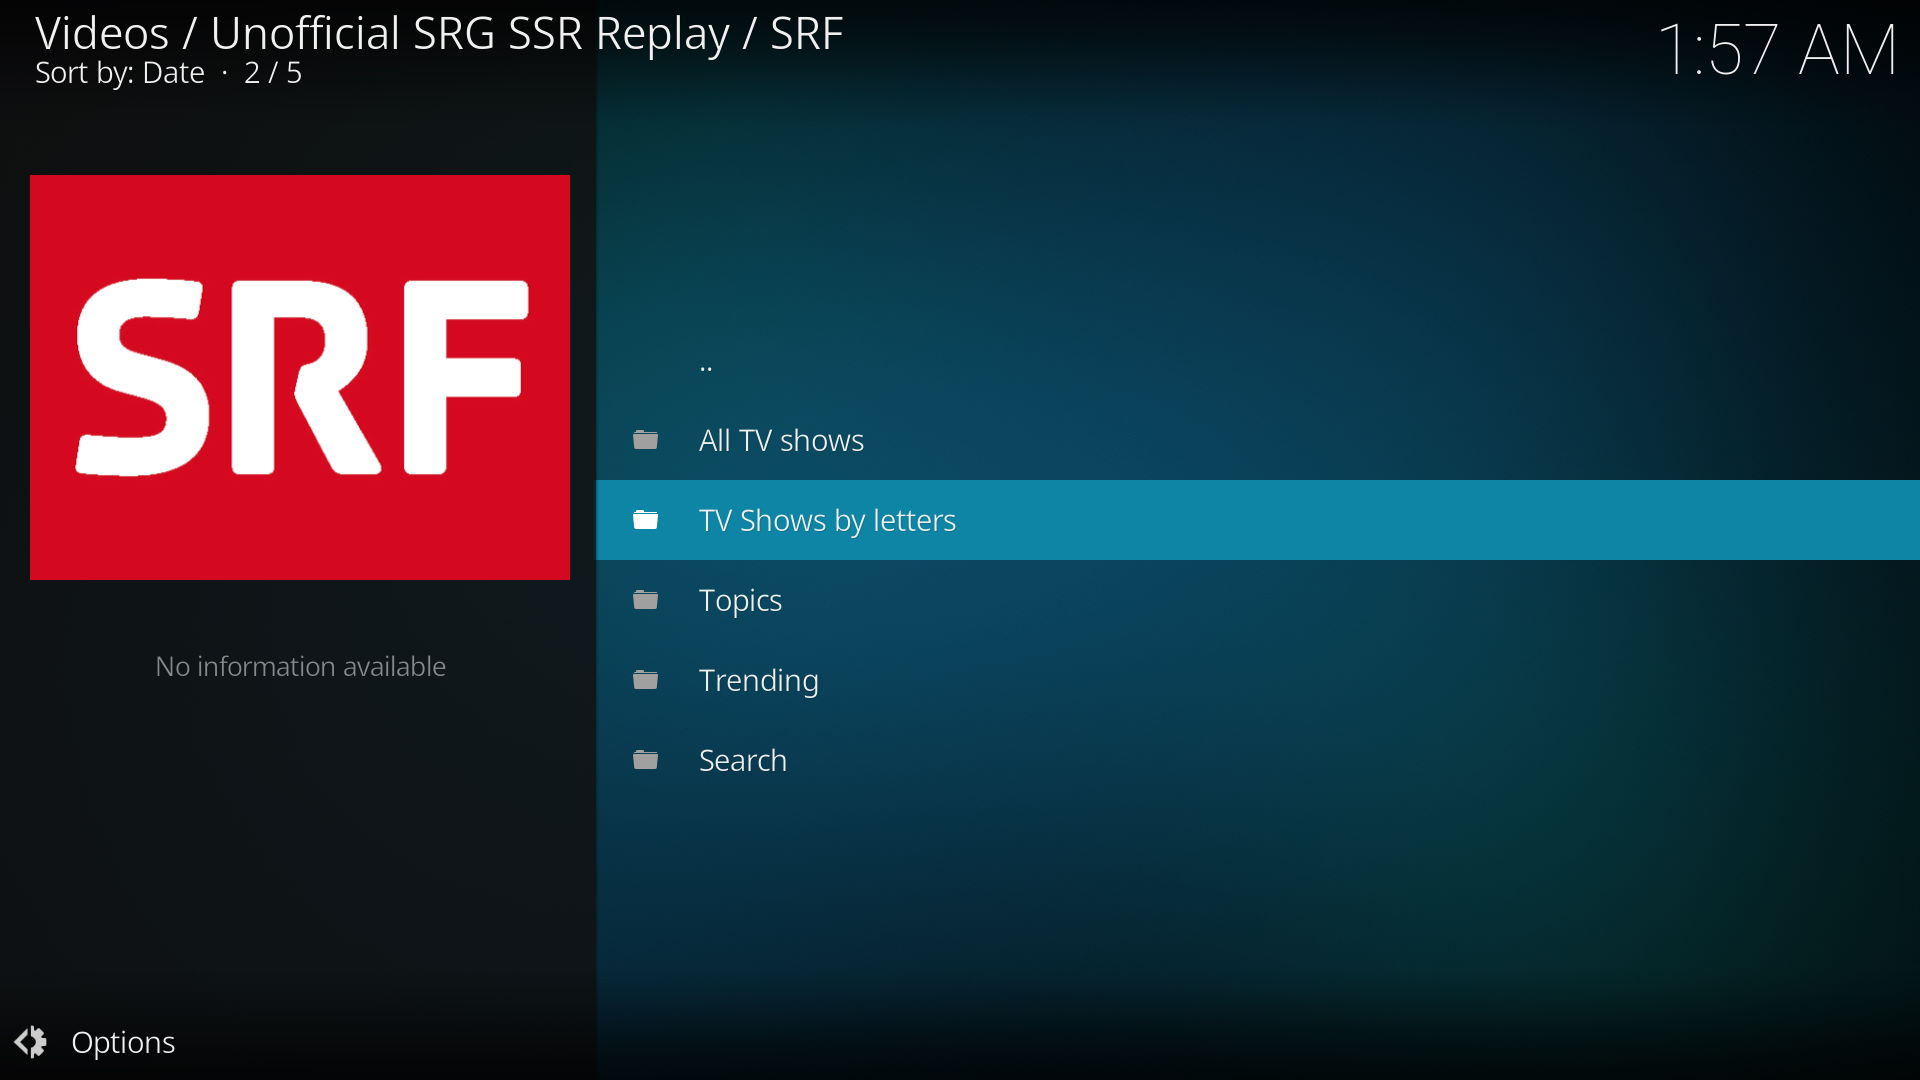 Videos / Unofficial SRG SSR Replay / SRF
Sort by: Date · 2 / 5
1:57 AM
SRF
No information available
..
All TV shows
TV Shows by letters
Topics
Trending
Search
Options